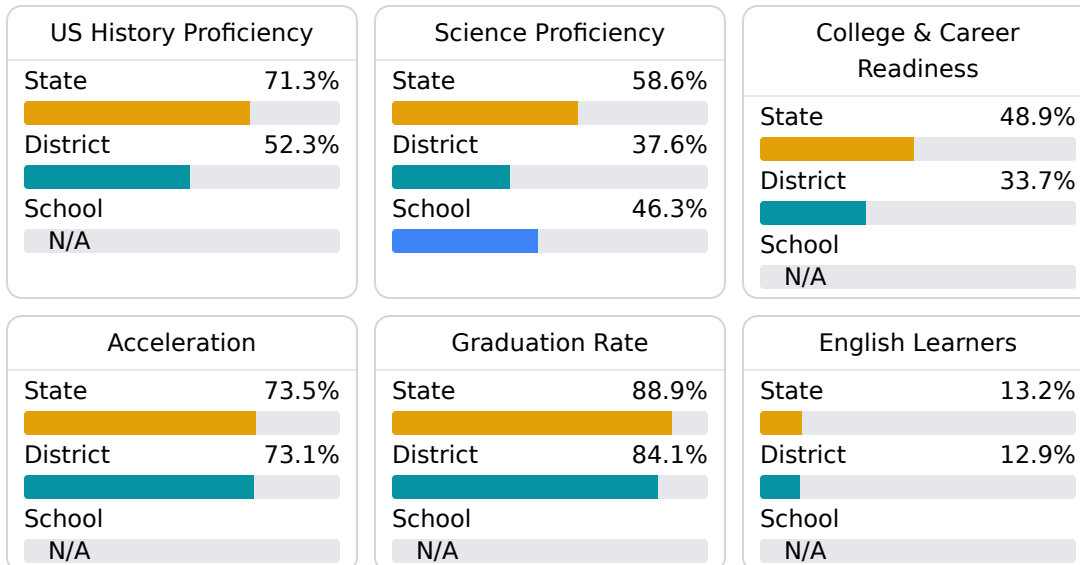 US History Proficiency
State 71.3%
District 52.3%
School
N/A
Science Proficiency
State 58.6%
District 37.6%
School 46.3%
College & Career
Readiness
State 48.9%
District 33.7%
School
N/A
Acceleration
State 73.5%
District 73.1%
School
N/A
Graduation Rate
State 88.9%
District 84.1%
School
N/A
English Learners
State 13.2%
District 12.9%
School
N/A